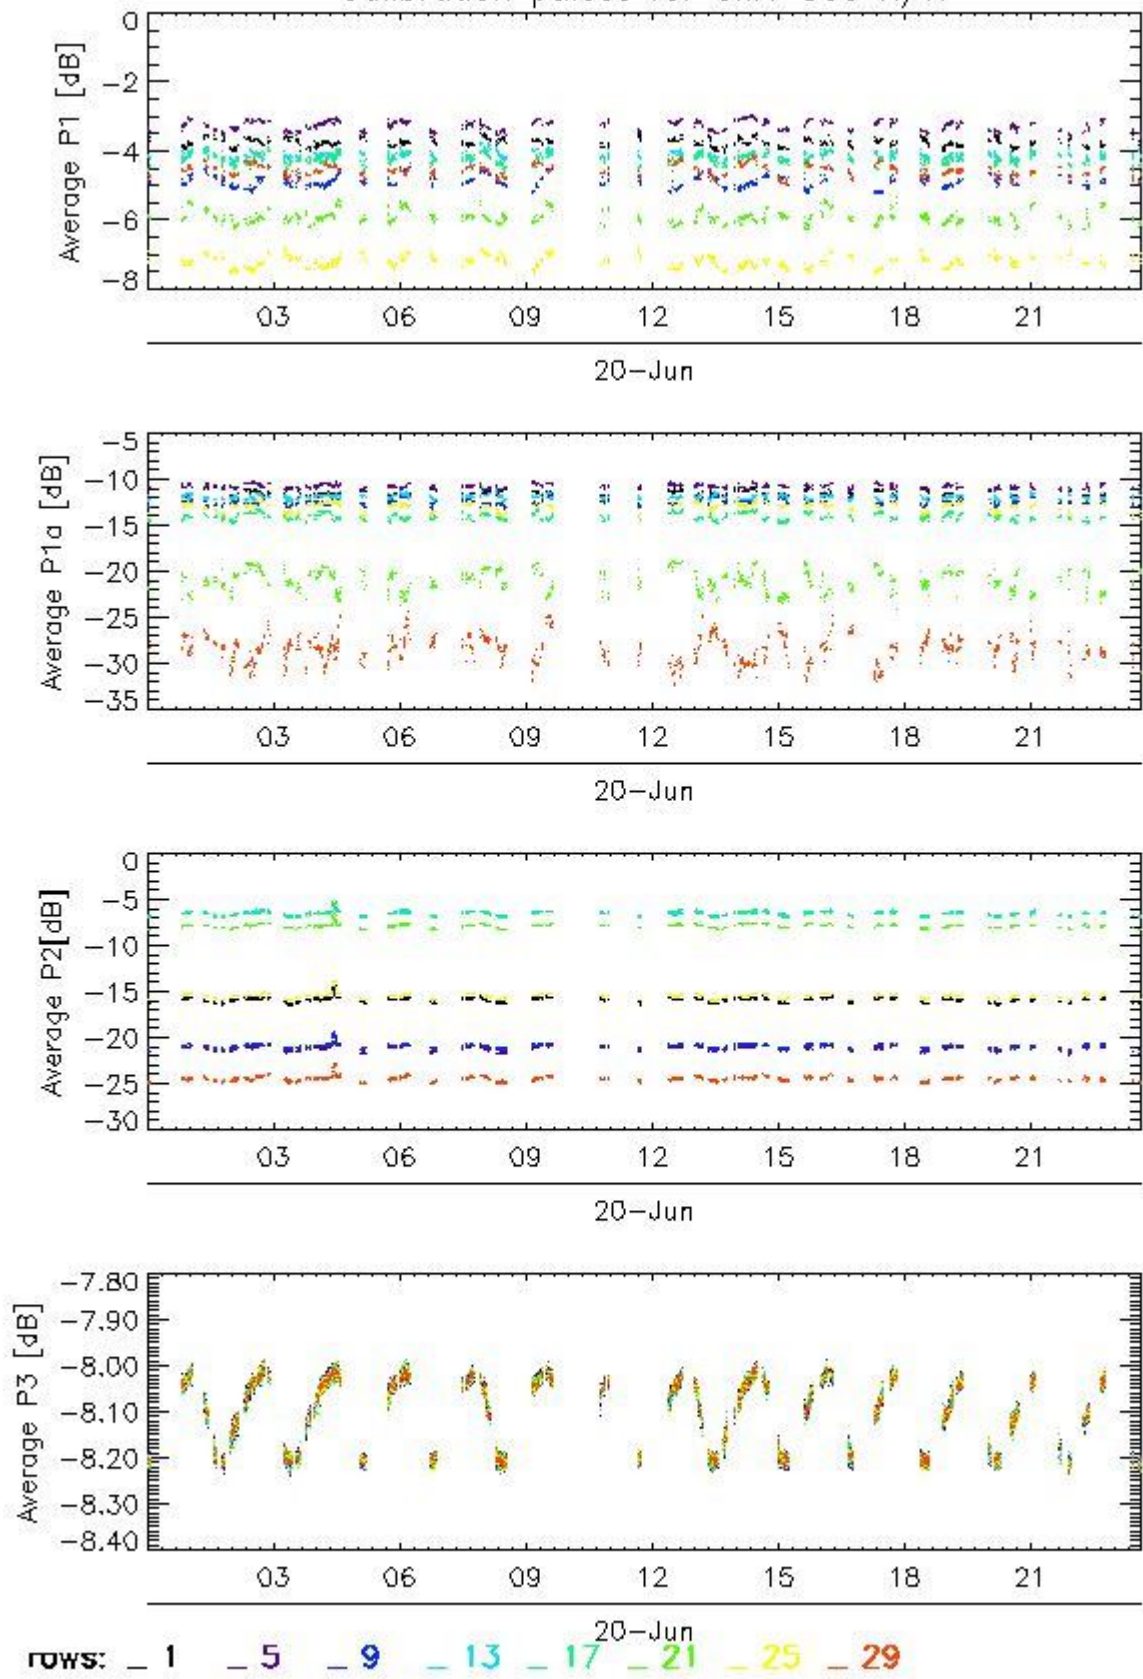 0
−2
−4
−6
−8
Average P1 [dB]
03 06 09 12 15 18 21
20−Jun
−5
−10
−15
−20
−25
−30
−35
Average P1a [dB]
03 06 09 12 15 18 21
20−Jun
0
−5
−10
−15
−20
−25
−30
Average P2[dB]
03 06 09 12 15 18 21
20−Jun
−7.80
−7.90
−8.00
−8.10
−8.20
−8.30
−8.40
Average P3 [dB]
03 06 09 12 15 18 21
20−Jun
rows: _ 1 _ 5 _ 9 _ 13 _ 17 _ 21 _ 25 _ 29